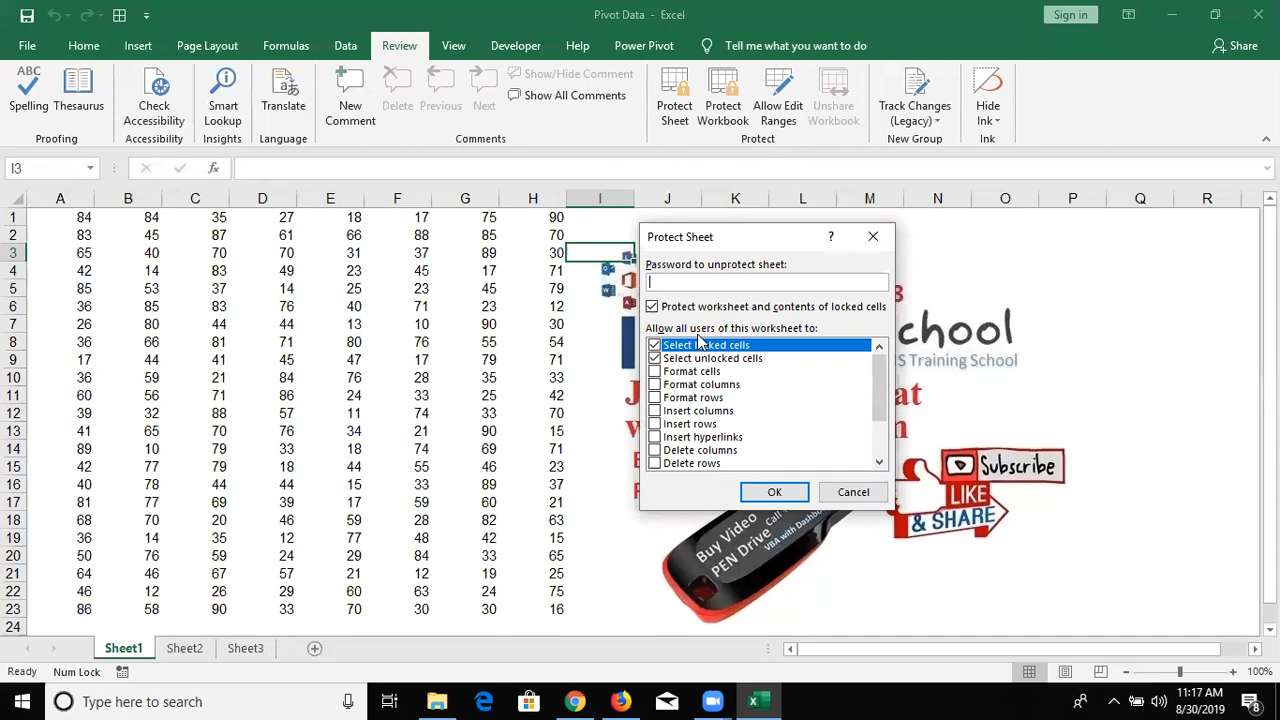 Pivot Data - Excel
Sign in
File Home Insert Page Layout Formulas Data Review View Developer Help Power Pivot Tell me what you want to do Share
ABC
Spelling Thesaurus Check Accessibility Smart Lookup Translate New Comment Delete Previous Next Show/Hide Comment Show All Comments Protect Sheet Protect Workbook Allow Edit Ranges Unshare Workbook Track Changes (Legacy) Hide Ink
Proofing Accessibility Insights Language Comments Protect New Group Ink
I3 fx
A B C D E F G H I J K L M N O P Q R
1 84 84 35 27 18 17 75 90
2 83 45 87 61 66 88 85 70
3 65 40 70 70 31 37 89 30
4 42 14 83 49 23 45 17 71
5 85 53 37 14 25 23 45 79
6 36 85 83 76 40 71 23 12
7 26 80 44 44 13 10 90 30
8 44 36 34 71 80 76 55 54
9 17 44 41 45 47 17 79 71
10 36 59 21 84 76 28 35 33
11 60 56 71 86 24 33 25 42
12 39 32 88 57 11 74 33 70
13 41 65 70 76 34 21 90 15
14 89 10 79 33 18 74 69 71
15 42 77 79 18 44 56 46 23
16 40 78 82 44 15 33 89 37
17 81 77 69 39 17 59 60 21
18 68 70 20 46 59 28 82 63
19 36 14 35 12 77 48 42 15
20 50 76 58 24 29 84 33 65
21 64 46 67 57 21 12 19 25
22 46 12 26 29 60 63 24 75
23 86 58 90 33 70 30 30 16
24
Protect Sheet ?
Password to unprotect sheet:
Protect worksheet and contents of locked cells
Allow all users of this worksheet to:
Select locked cells
Select unlocked cells
Format cells
Format columns
Format rows
Insert columns
Insert rows
Insert hyperlinks
Delete columns
Delete rows
OK Cancel
chool
S Training School
at
Subscribe
LIKE
& SHARE
Buy Video
PEN Drive
Sheet1 Sheet2 Sheet3
Ready Num Lock 100%
Type here to search
11:17 AM
8/30/2019
8